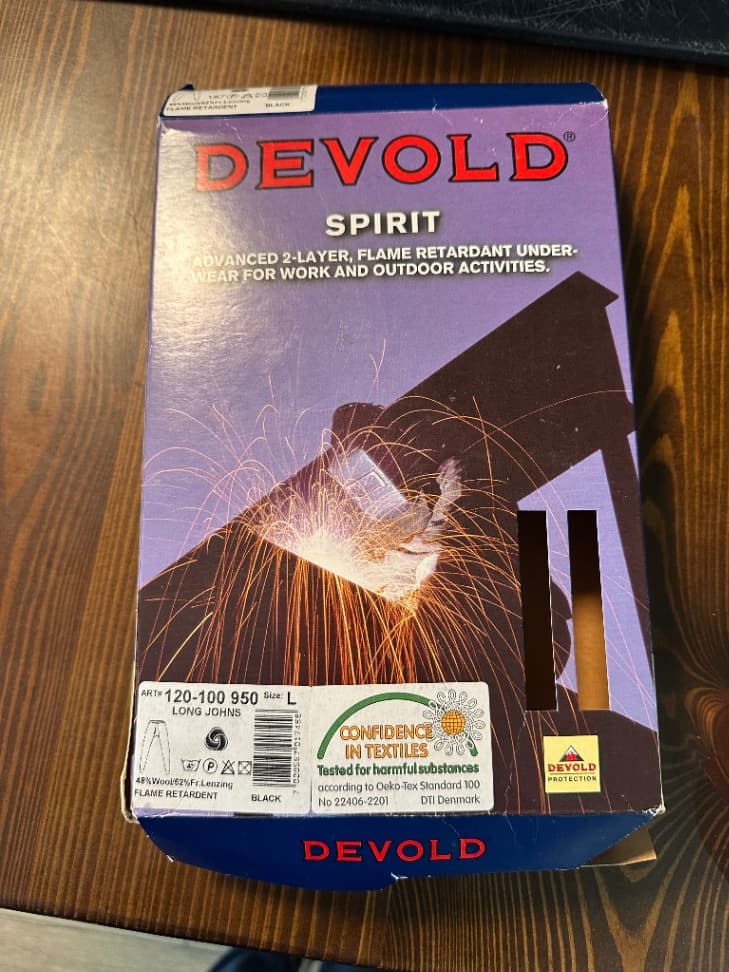 FLAME RETARDENT BLACK
DEVOLD®
SPIRIT
ADVANCED 2-LAYER, FLAME RETARDANT UNDER-
WEAR FOR WORK AND OUTDOOR ACTIVITIES.
ART# 120-100 950 Size: L
LONG JOHNS
40
P
48%Wool/52%Fr.Lenzing
FLAME RETARDENT BLACK
CONFIDENCE
IN TEXTILES
Tested for harmful substances
according to Oeko-Tex Standard 100
No 22406-2201 DTI Denmark
DEVOLD
PROTECTION
DEVOLD